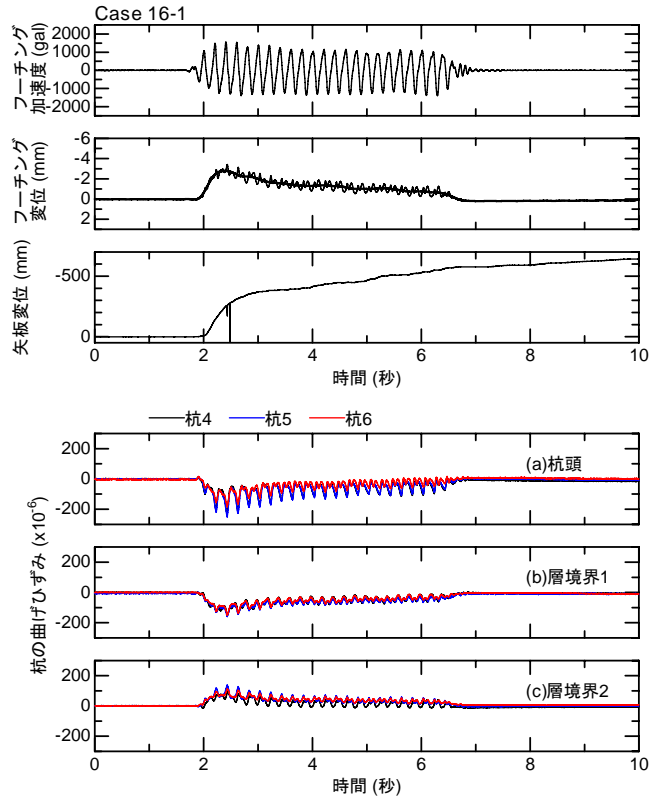 Case 16-1
フーチング
加速度 (gal)
2000
1000
0
-1000
-2000
フーチング
変位 (mm)
-6
-4
-2
0
2
矢板変位 (mm)
-500
0
0 2 4 6 8 10
時間 (秒)
杭4 杭5 杭6
杭の曲げひずみ (x10⁻⁶)
200
0
-200
(a)杭頭
200
0
-200
(b)層境界1
200
0
-200
(c)層境界2
0 2 4 6 8 10
時間 (秒)